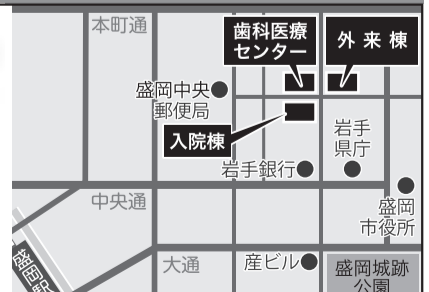 本町通
歯科医療
センター
外来棟
盛岡中央
郵便局
入院棟
岩手
県庁
岩手銀行
中央通
盛岡
市役所
盛岡駅
大通
産ビル
盛岡城跡
公園